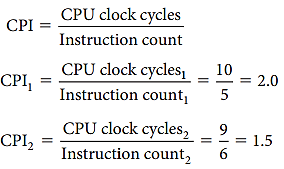 CPI = CPU clock cycles / Instruction count
CPI₁ = CPU clock cycles₁ / Instruction count₁ = 10 / 5 = 2.0
CPI₂ = CPU clock cycles₂ / Instruction count₂ = 9 / 6 = 1.5